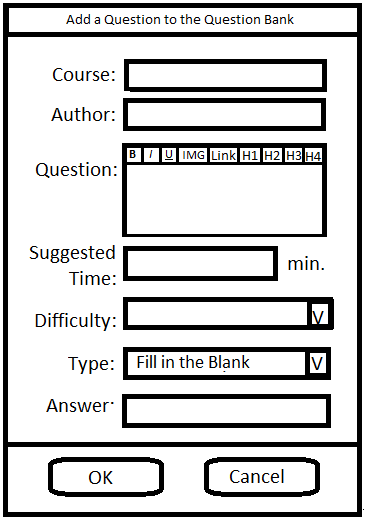 Add a Question to the Question Bank
Course:
Author:
Question:
B I U IMG Link H1 H2 H3 H4
Suggested
Time:
min.
Difficulty:
V
Type:
Fill in the Blank
V
Answer:
OK
Cancel